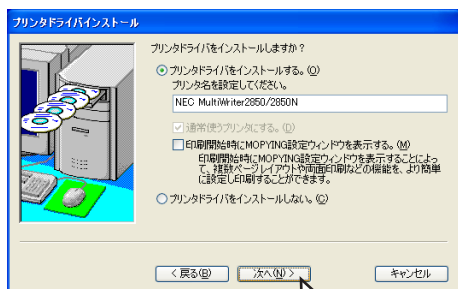 プリンタドライバインストール
プリンタドライバをインストールしますか？
プリンタドライバをインストールする。(O)
プリンタ名を設定してください。
NEC MultiWriter2850/2850N
通常使うプリンタにする。(D)
印刷開始時にMOPYING設定ウィンドウを表示する。(M)
印刷開始時にMOPYING設定ウィンドウを表示することによっ
て、複数ページレイアウトや両面印刷などの機能を、より簡単
に設定し印刷することができます。
プリンタドライバをインストールしない。(C)
< 戻る(B)
次へ(N) >
キャンセル